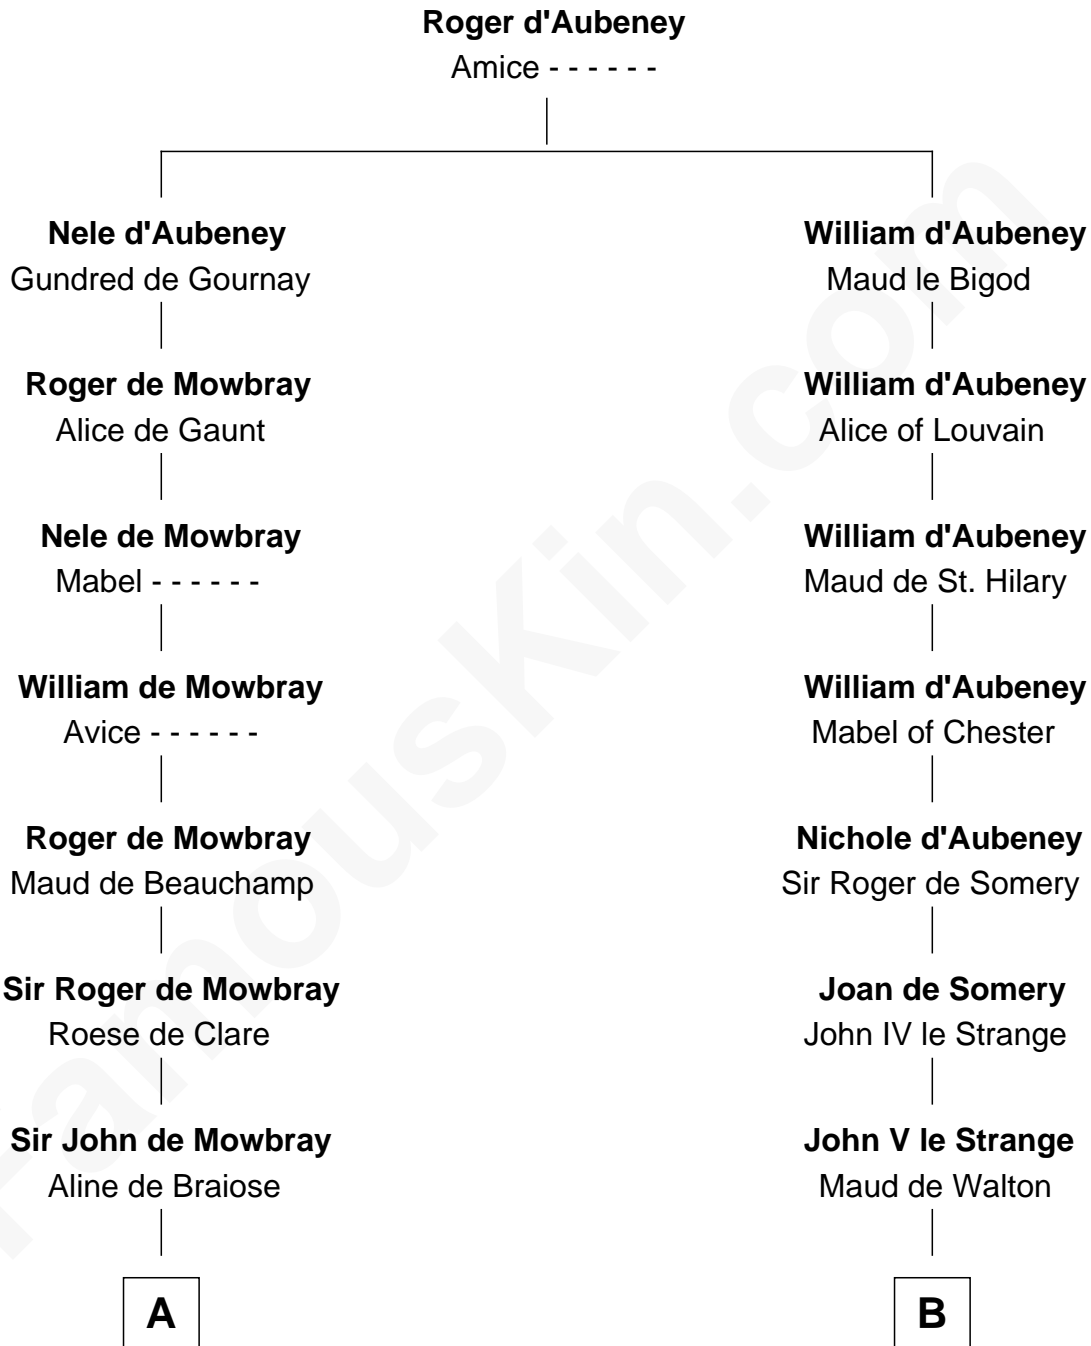 Roger d'Aubeney
Amice - - - - - -
Nele d'Aubeney
Gundred de Gournay
Roger de Mowbray
Alice de Gaunt
Nele de Mowbray
Mabel - - - - - -
William de Mowbray
Avice - - - - - -
Roger de Mowbray
Maud de Beauchamp
Sir Roger de Mowbray
Roese de Clare
Sir John de Mowbray
Aline de Braiose
A
William d'Aubeney
Maud le Bigod
William d'Aubeney
Alice of Louvain
William d'Aubeney
Maud de St. Hilary
William d'Aubeney
Mabel of Chester
Nichole d'Aubeney
Sir Roger de Somery
Joan de Somery
John IV le Strange
John V le Strange
Maud de Walton
B
FamousKin.com